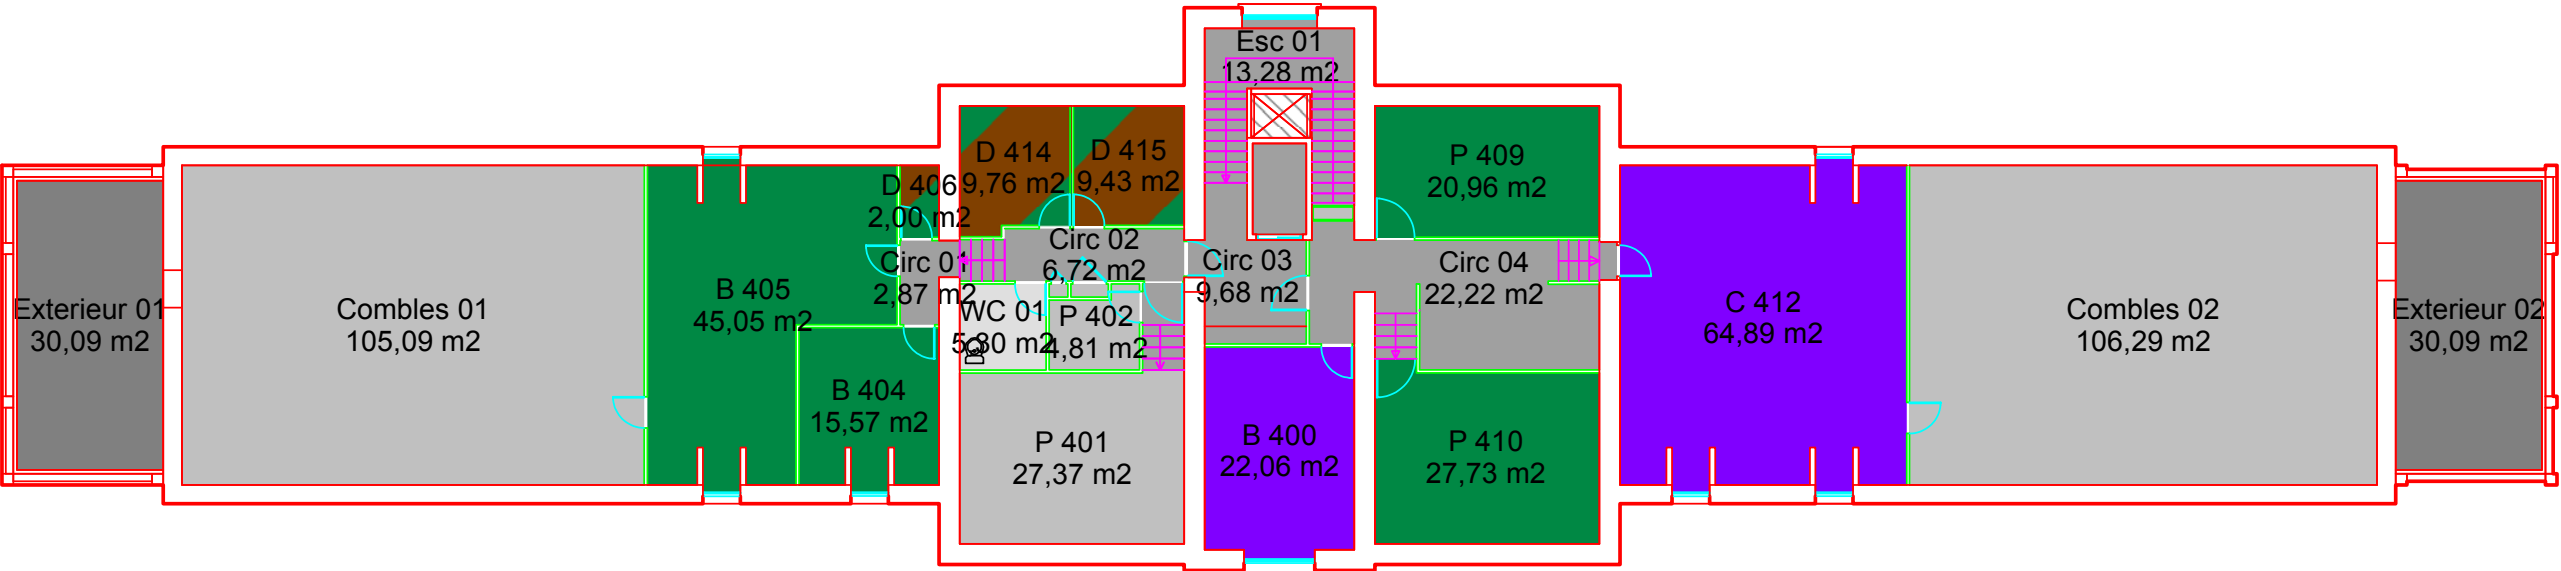 Esc 01
13,28 m2
D 414
9,76 m2
D 415
9,43 m2
P 409
20,96 m2
D 406
2,00 m2
Circ 02
6,72 m2
Circ 01
2,87 m2
Circ 03
9,68 m2
Circ 04
22,22 m2
Exterieur 01
30,09 m2
Combles 01
105,09 m2
B 405
45,05 m2
WC 01
5,80 m2
P 402
4,81 m2
C 412
64,89 m2
Combles 02
106,29 m2
Exterieur 02
30,09 m2
B 404
15,57 m2
P 401
27,37 m2
B 400
22,06 m2
P 410
27,73 m2